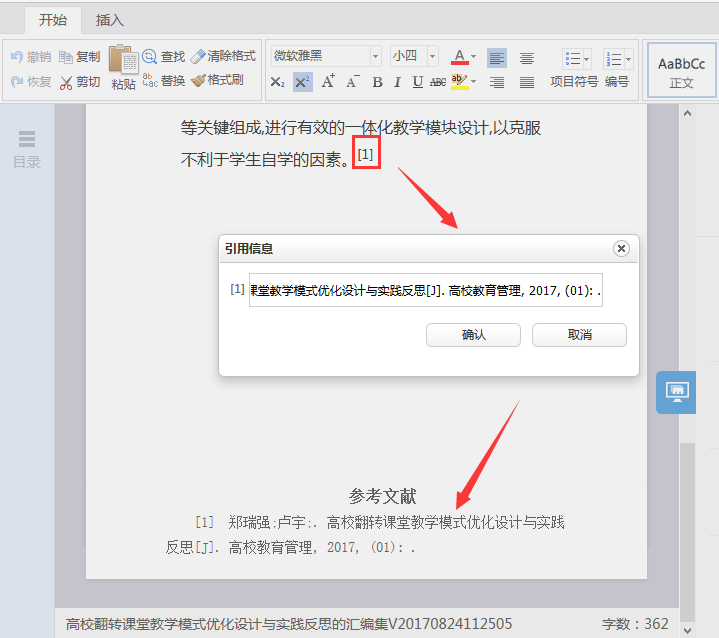 开始 插入
撤销 复制 查找 清除格式 微软雅黑 小四 A AaBbCc
恢复 剪切 粘贴 替换 格式刷 X₂ X² A⁺ A⁻ B I U ABC ab 项目符号 编号 正文
目录
等关键组成,进行有效的一体化教学模块设计,以克服
不利于学生自学的因素。[1]
引用信息
[1] 课堂教学模式优化设计与实践反思[J]. 高校教育管理, 2017, (01): .
确认 取消
参考文献
[1] 郑瑞强;卢宇;. 高校翻转课堂教学模式优化设计与实践
反思[J]. 高校教育管理, 2017, (01): .
高校翻转课堂教学模式优化设计与实践反思的汇编集V20170824112505 字数：362